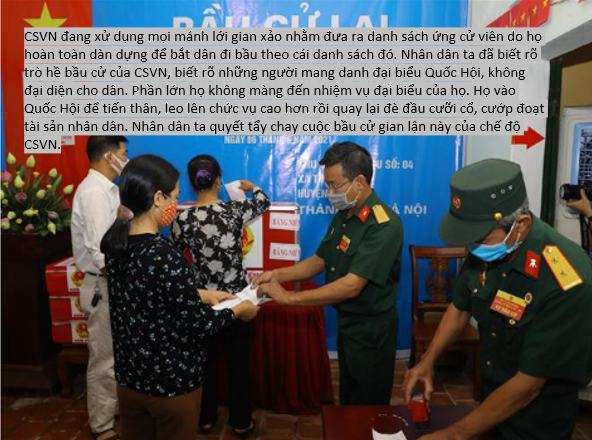 BẦU CỬ LẠI
CSVN đang xử dụng mọi mánh lới gian xảo nhằm đưa ra danh sách ứng cử viên do họ
hoàn toàn dàn dựng để bắt dân đi bầu theo cái danh sách đó. Nhân dân ta đã biết rõ
trò hề bầu cử của CSVN, biết rõ những người mang danh đại biểu Quốc Hội, không
đại diện cho dân. Phần lớn họ không màng đến nhiệm vụ đại biểu của họ. Họ vào
Quốc Hội để tiến thân, leo lên chức vụ cao hơn rồi quay lại đè đầu cưỡi cổ, cướp đoạt
tài sản nhân dân. Nhân dân ta quyết tẩy chay cuộc bầu cử gian lận này của chế độ
CSVN.
NGÀY 06 THÁNG 2021
SỐ: 04
HUYỆN
HÀ NỘI